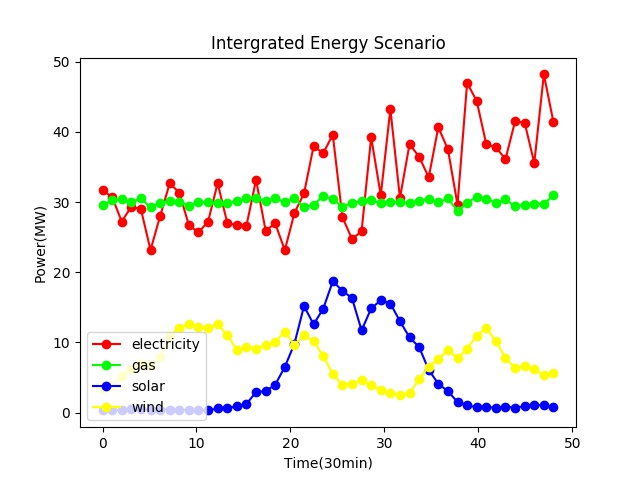 Intergrated Energy Scenario
Power(MW)
50
40
30
20
10
0
electricity
gas
solar
wind
0 10 20 30 40 50
Time(30min)